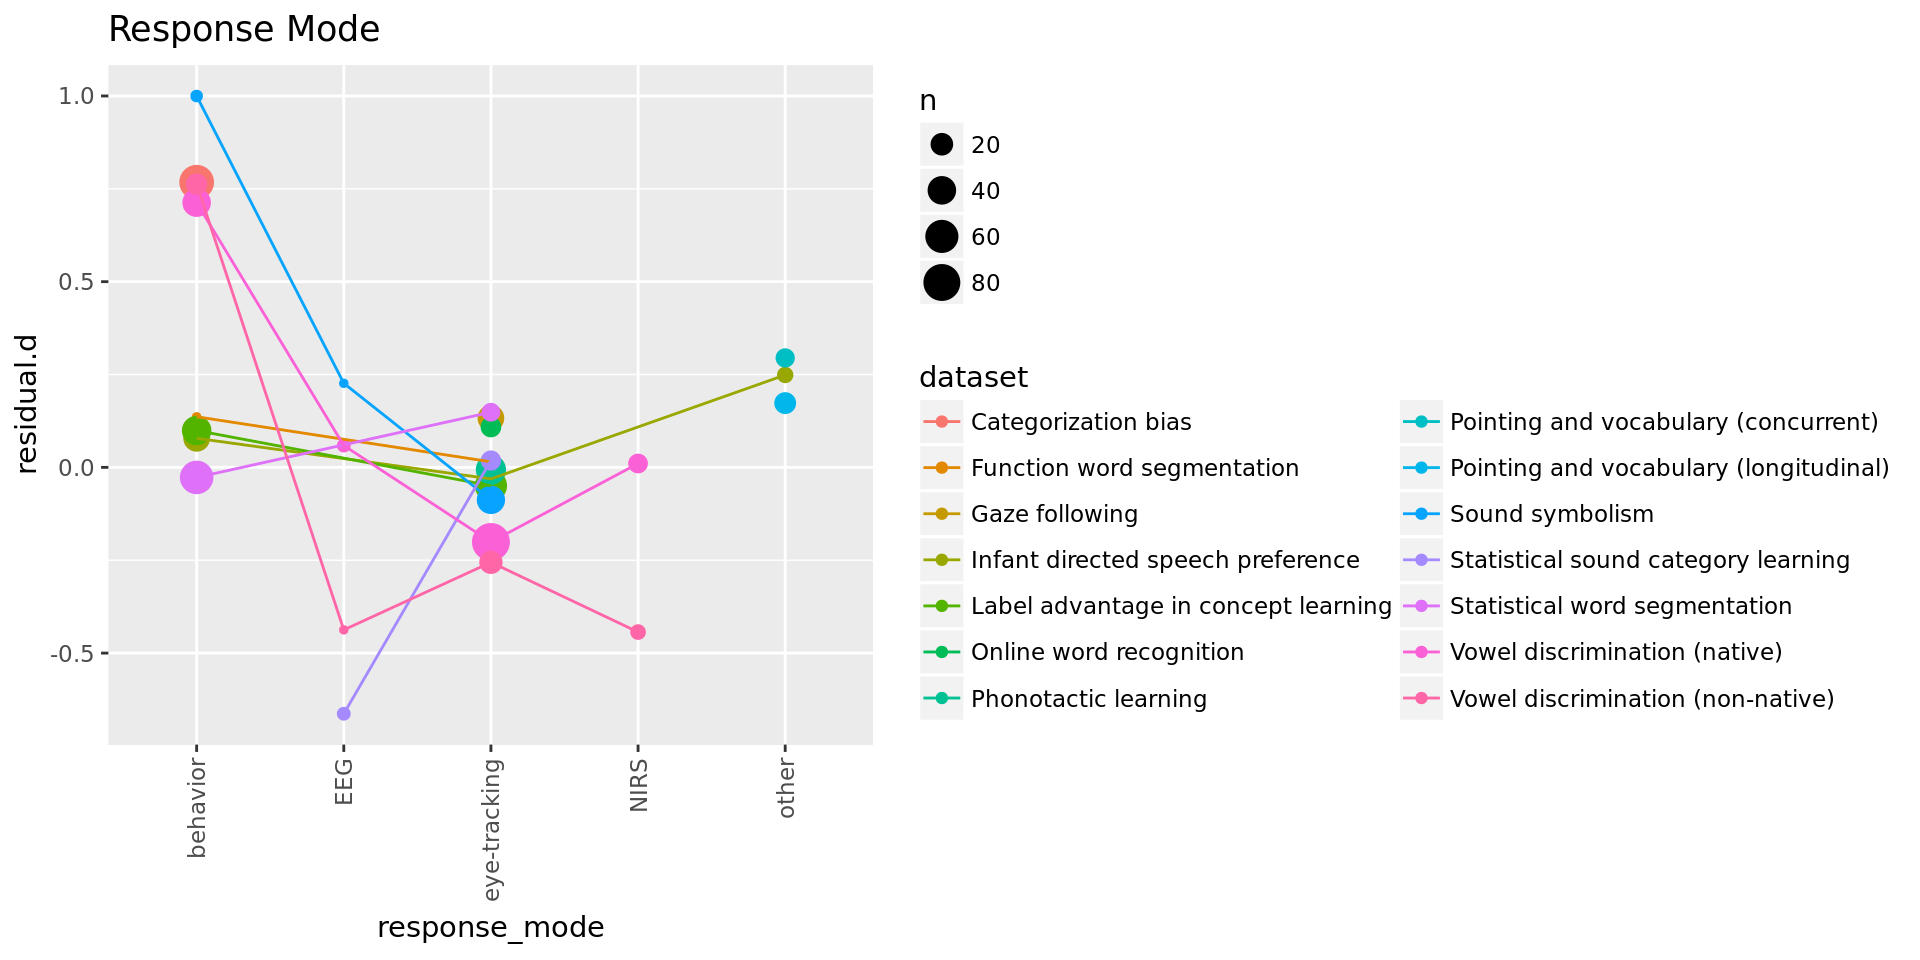 Response Mode
1.0
0.5
0.0
-0.5
residual.d
behavior
EEG
eye-tracking
NIRS
other
response_mode
n
20
40
60
80
dataset
Categorization bias
Function word segmentation
Gaze following
Infant directed speech preference
Label advantage in concept learning
Online word recognition
Phonotactic learning
Pointing and vocabulary (concurrent)
Pointing and vocabulary (longitudinal)
Sound symbolism
Statistical sound category learning
Statistical word segmentation
Vowel discrimination (native)
Vowel discrimination (non-native)